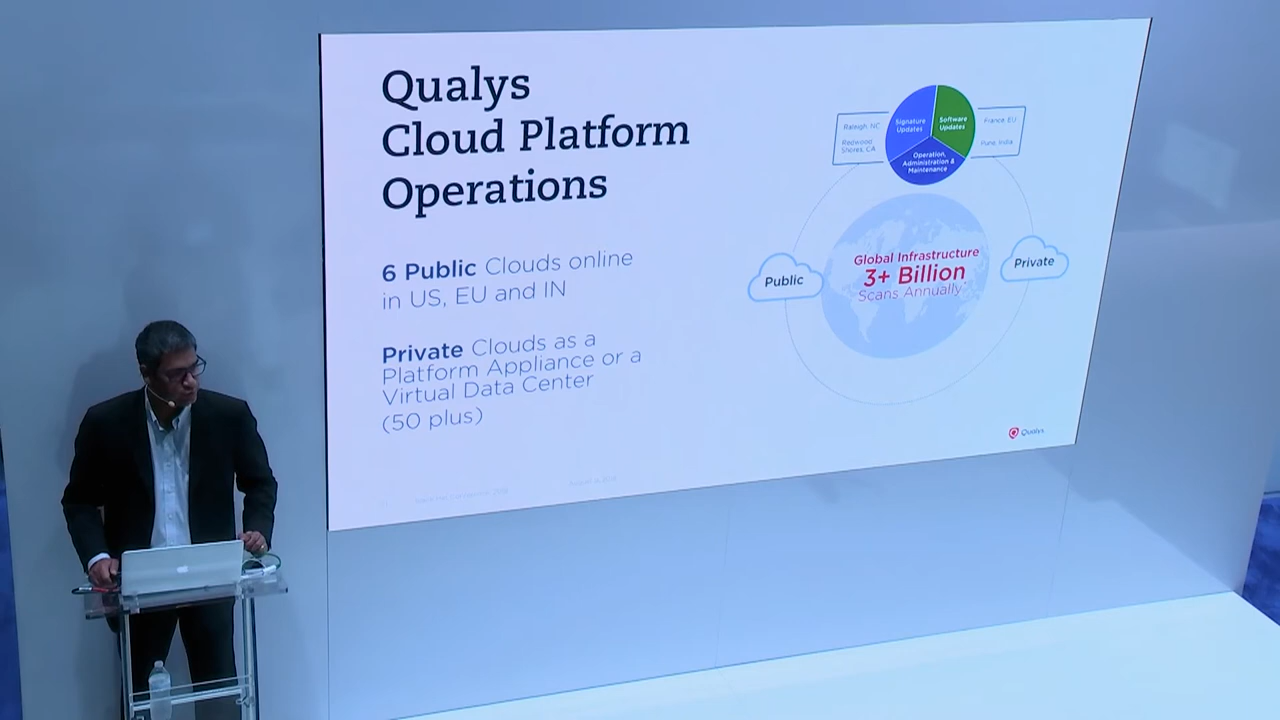 Qualys
Cloud Platform
Operations
6 Public Clouds online
in US, EU and IN
Private Clouds as a
Platform Appliance or a
Virtual Data Center
(50 plus)
Raleigh, NC
Redwood
Shores, CA
Signature
Updates
Software
Updates
Operation,
Administration &
Maintenance
France, EU
Pune, India
Public
Global Infrastructure
3+ Billion
Scans Annually
Private
Qualys